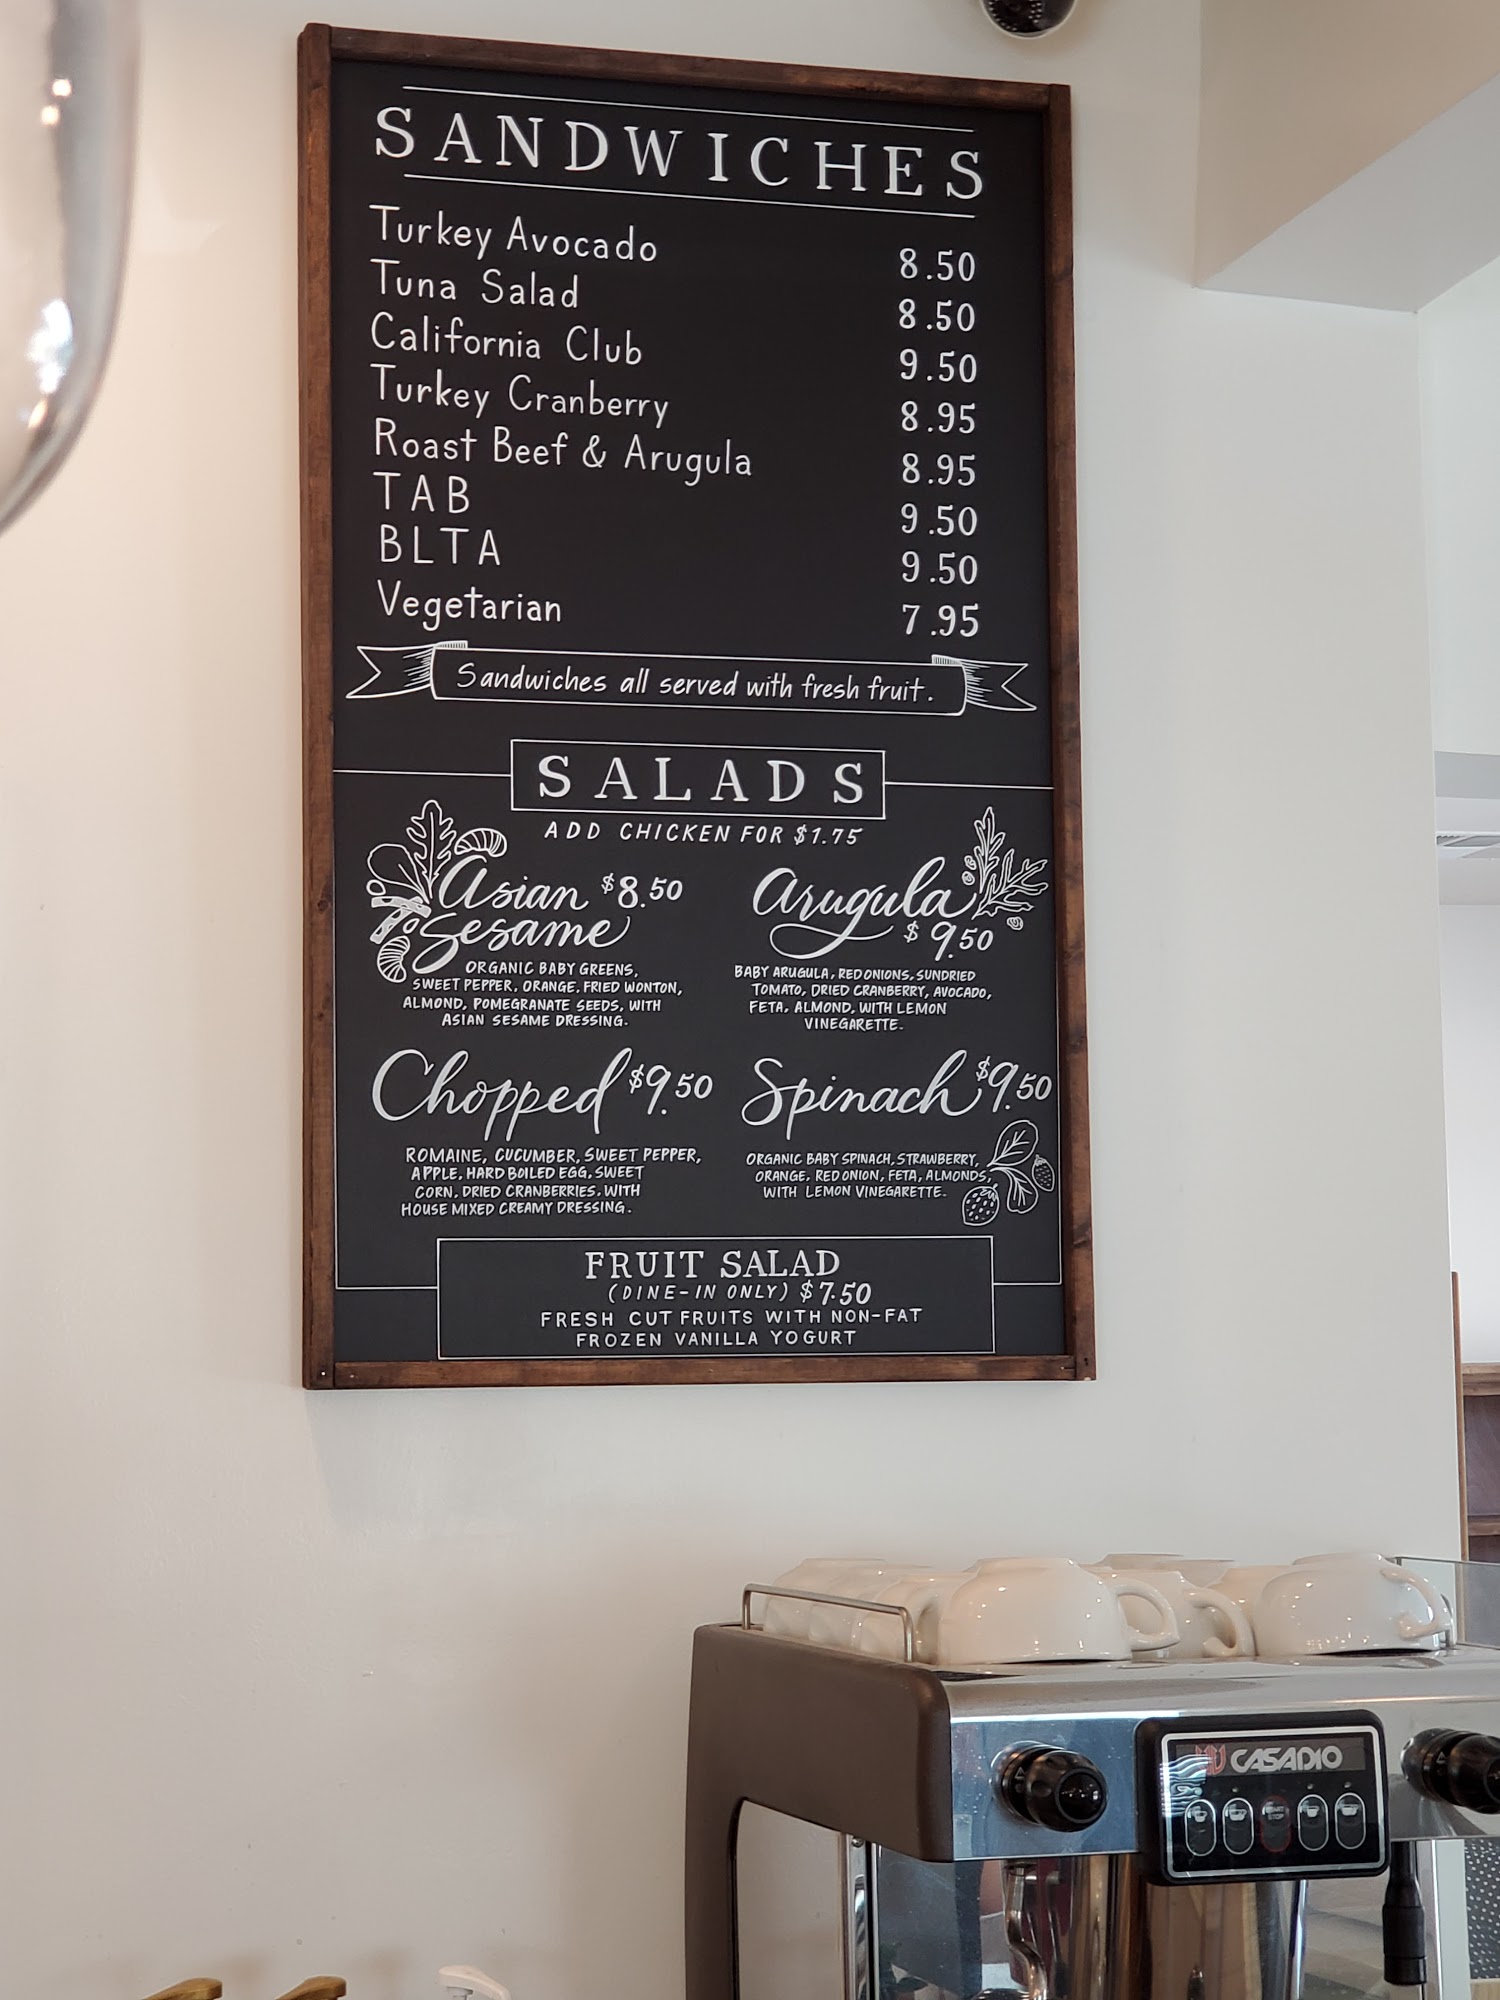 SANDWICHES
Turkey Avocado 8.50
Tuna Salad 8.50
California Club 9.50
Turkey Cranberry 8.95
Roast Beef & Arugula 8.95
TAB 9.50
BLTA 9.50
Vegetarian 7.95
Sandwiches all served with fresh fruit.
SALADS
ADD CHICKEN FOR $1.75
Asian $8.50
Sesame
ORGANIC BABY GREENS,
SWEET PEPPER, ORANGE, FRIED WONTON,
ALMOND, POMEGRANATE SEEDS, WITH
ASIAN SESAME DRESSING.
Arugula
$9.50
BABY ARUGULA, RED ONIONS, SUNDRIED
TOMATO, DRIED CRANBERRY, AVOCADO,
FETA, ALMOND, WITH LEMON
VINEGARETTE.
Chopped $9.50
ROMAINE, CUCUMBER, SWEET PEPPER,
APPLE, HARD BOILED EGG, SWEET
CORN, DRIED CRANBERRIES, WITH
HOUSE MIXED CREAMY DRESSING.
Spinach $9.50
ORGANIC BABY SPINACH, STRAWBERRY,
ORANGE, RED ONION, FETA, ALMONDS,
WITH LEMON VINEGARETTE.
FRUIT SALAD
(DINE-IN ONLY) $7.50
FRESH CUT FRUITS WITH NON-FAT
FROZEN VANILLA YOGURT
CASADIO